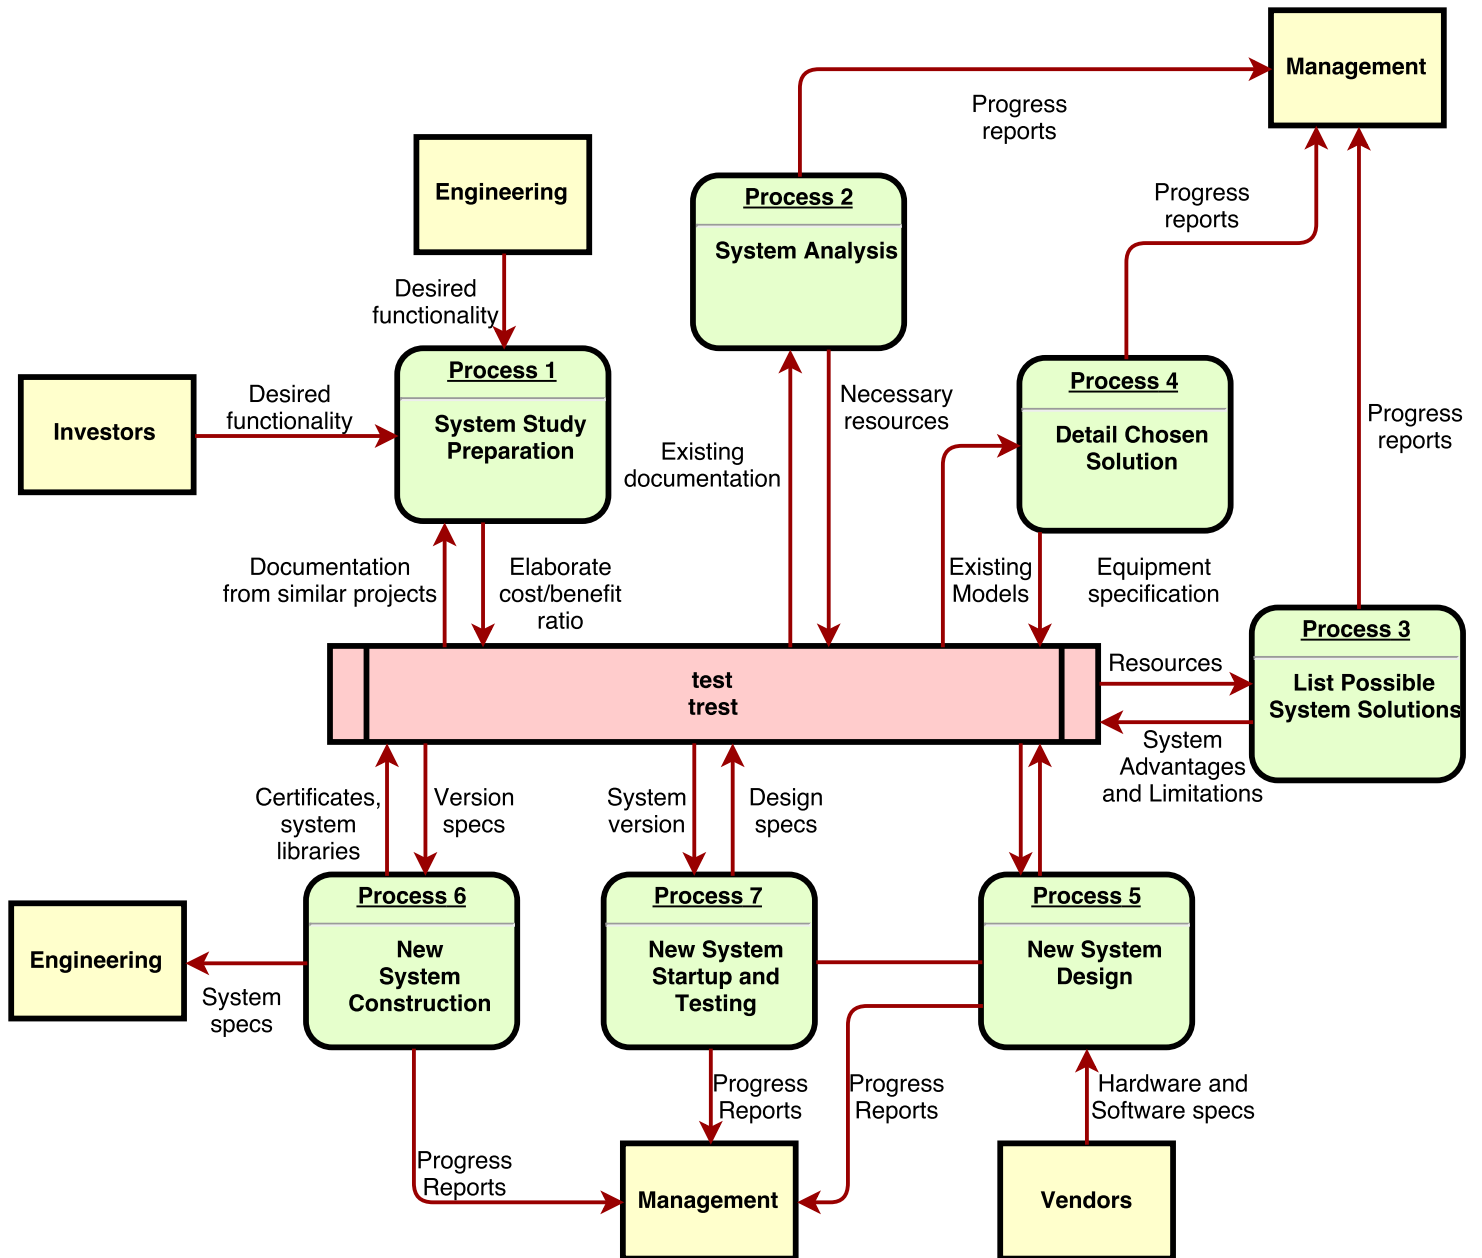 Management
Progress
reports
Engineering
Process 2
System Analysis
Progress
reports
Desired
functionality
Process 1
System Study
Preparation
Investors
Desired
functionality
Necessary
resources
Process 4
Detail Chosen
Solution
Progress
reports
Existing
documentation
Documentation
from similar projects
Elaborate
cost/benefit
ratio
Existing
Models
Equipment
specification
Process 3
List Possible
System Solutions
test
trest
Resources
System
Advantages
and Limitations
Certificates,
system
libraries
Version
specs
System
version
Design
specs
Process 6
New
System
Construction
Process 7
New System
Startup and
Testing
Process 5
New System
Design
Engineering
System
specs
Progress
Reports
Progress
Reports
Hardware and
Software specs
Progress
Reports
Management
Vendors